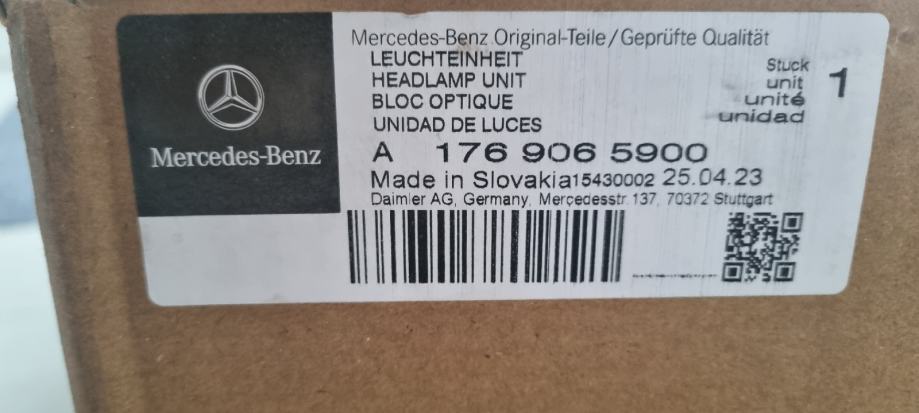 Mercedes-Benz
Mercedes-Benz Original-Teile/Geprüfte Qualität
LEUCHTEINHEIT
HEADLAMP UNIT
BLOC OPTIQUE
UNIDAD DE LUCES
Stuck
unit
unité
unidad
1
A 176 906 5900
Made in Slovakia15430002 25.04.23
Daimler AG, Germany, Mercedesstr.137, 70372 Stuttgart